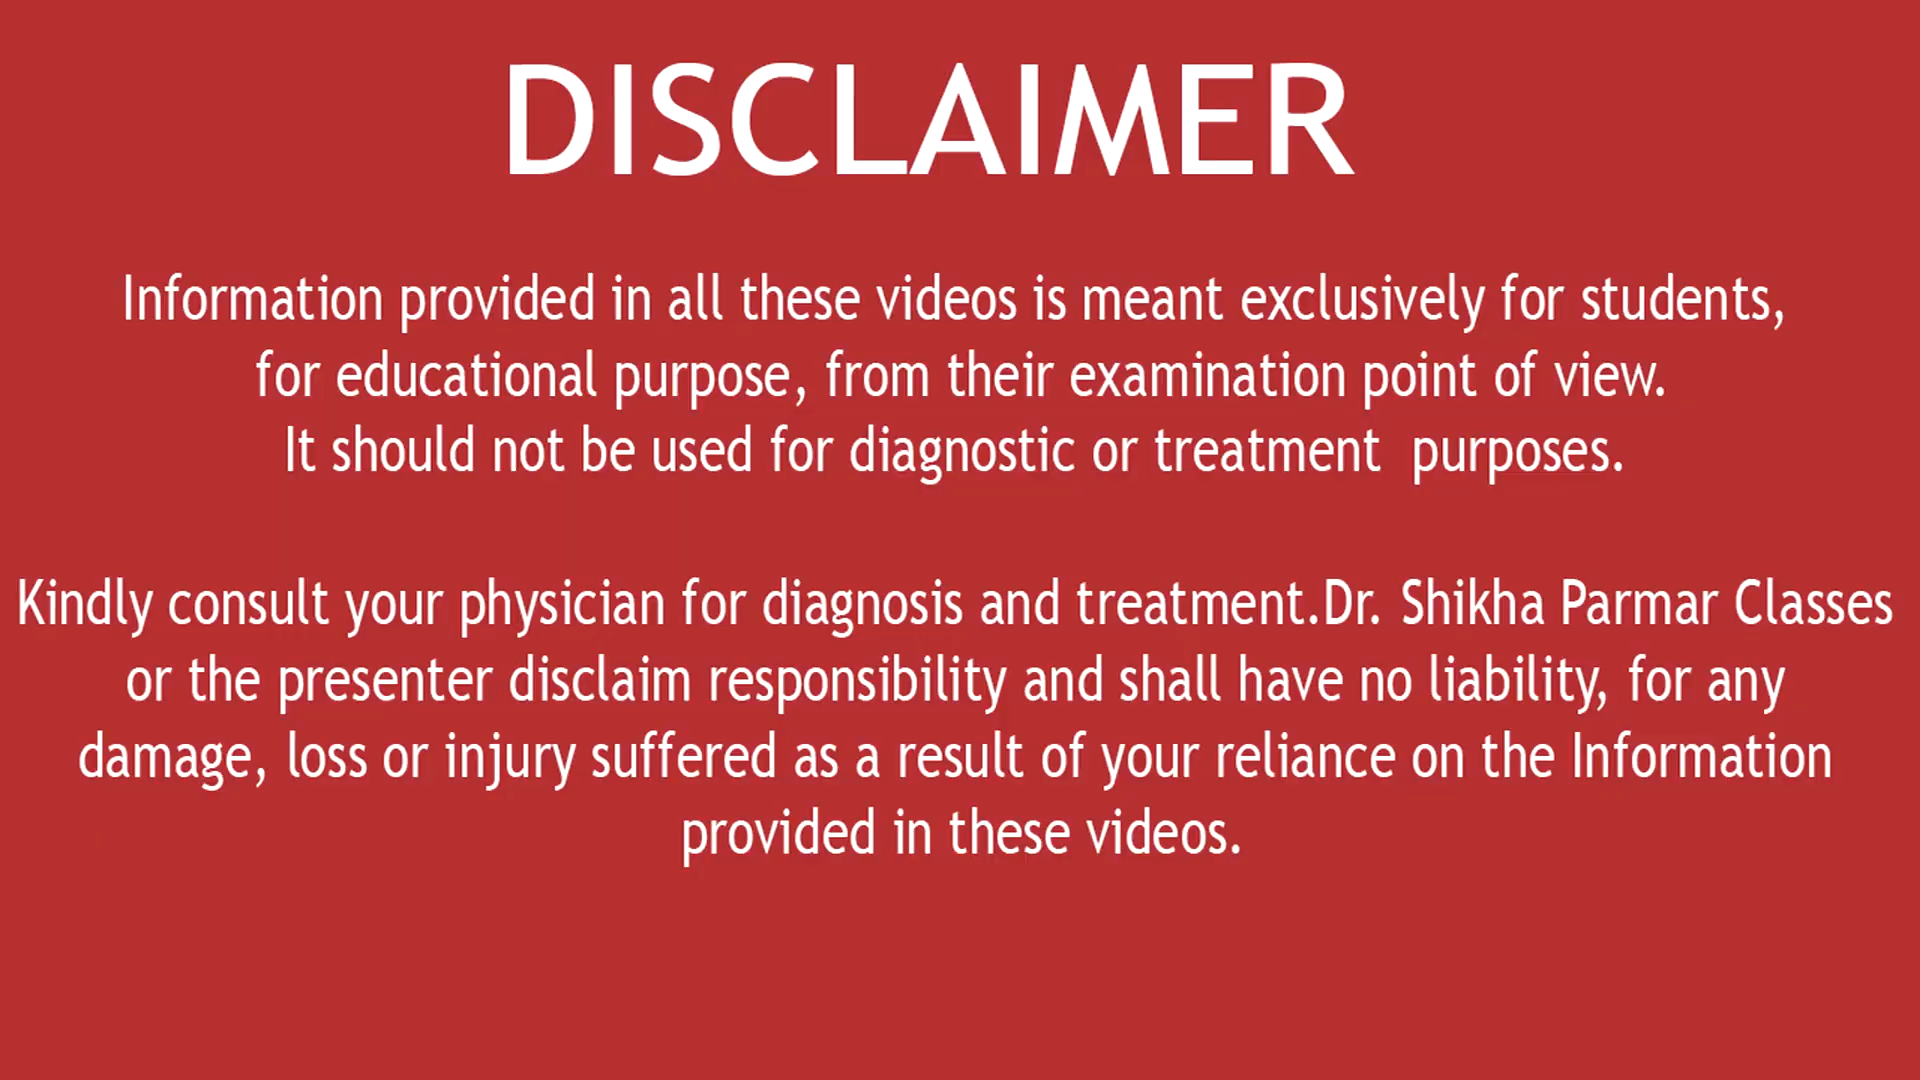 DISCLAIMER
Information provided in all these videos is meant exclusively for students,
for educational purpose, from their examination point of view.
It should not be used for diagnostic or treatment  purposes.
Kindly consult your physician for diagnosis and treatment.Dr. Shikha Parmar Classes
or the presenter disclaim responsibility and shall have no liability, for any
damage, loss or injury suffered as a result of your reliance on the Information
provided in these videos.